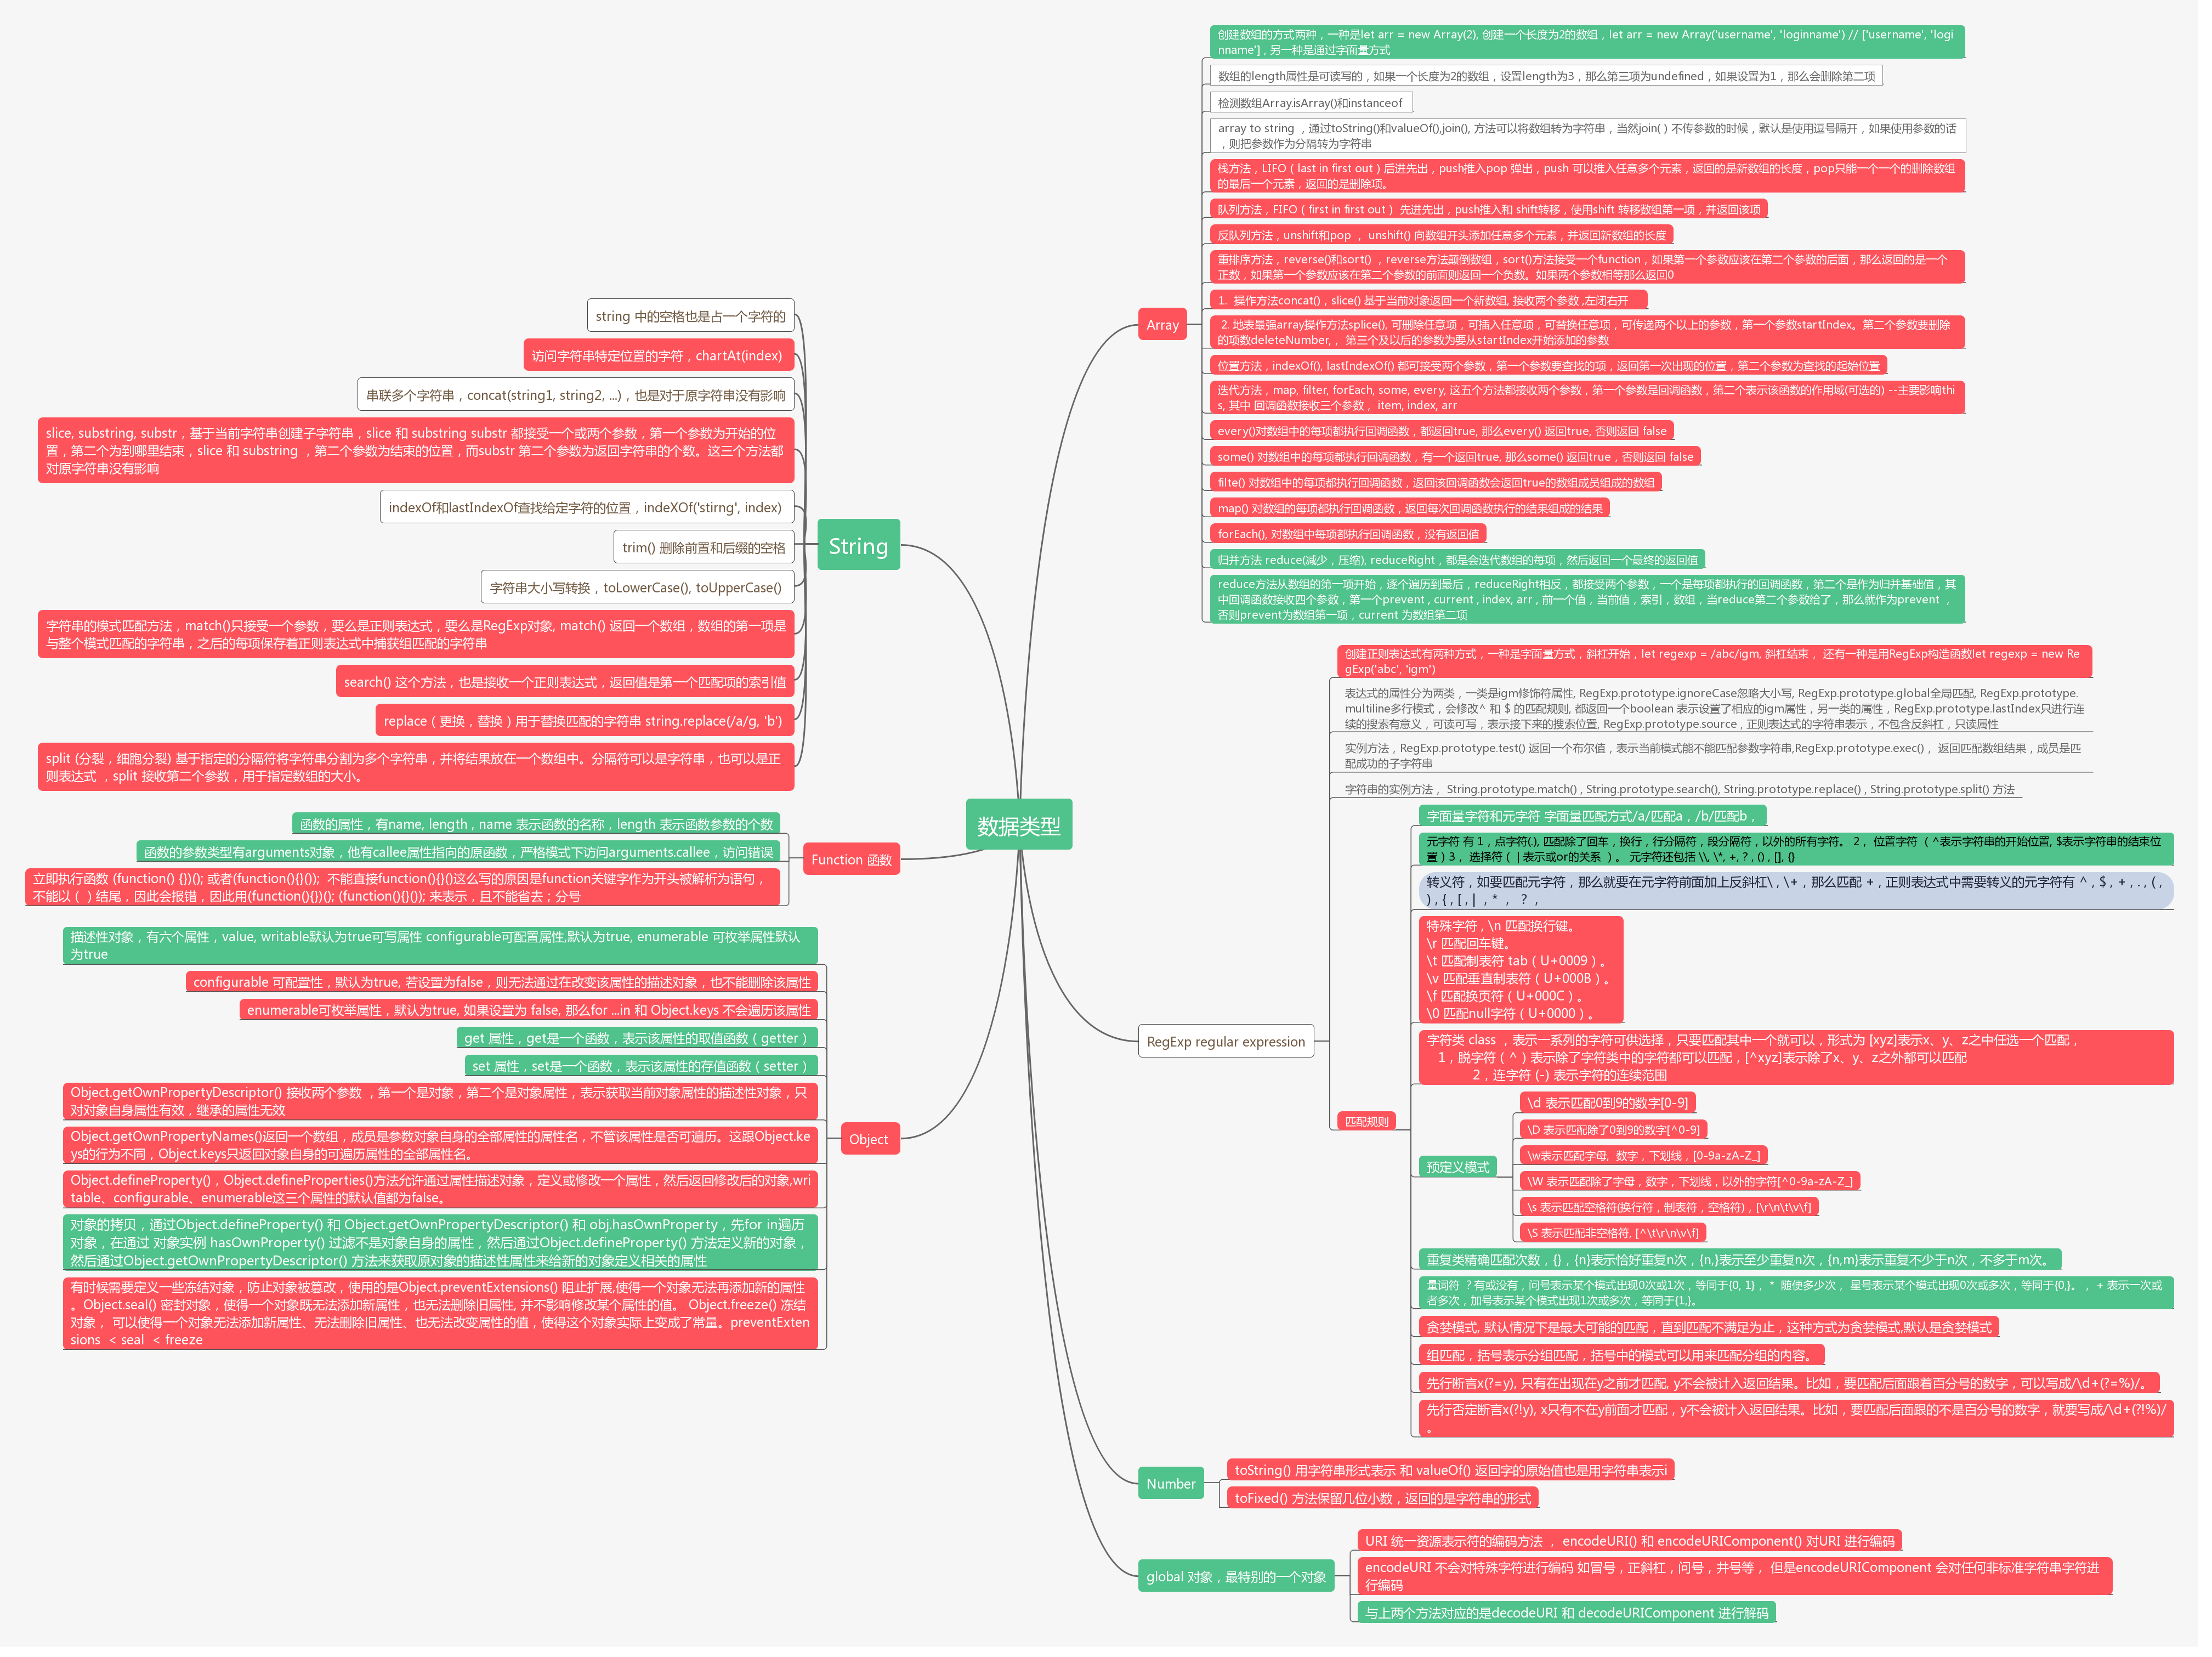 数据类型
String
string 中的空格也是占一个字符的
访问字符串特定位置的字符，chartAt(index)
串联多个字符串，concat(string1, string2, ...)，也是对于原字符串没有影响
slice, substring, substr，基于当前字符串创建子字符串，slice 和 substring substr 都接受一个或两个参数，第一个参数为开始的位
置，第二个为到哪里结束，slice 和 substring ，第二个参数为结束的位置，而substr 第二个参数为返回字符串的个数。这三个方法都
对原字符串没有影响
indexOf和lastIndexOf查找给定字符的位置，indeXOf('stirng', index)
trim() 删除前置和后缀的空格
字符串大小写转换，toLowerCase(), toUpperCase()
字符串的模式匹配方法，match()只接受一个参数，要么是正则表达式，要么是RegExp对象, match() 返回一个数组，数组的第一项是
与整个模式匹配的字符串，之后的每项保存着正则表达式中捕获组匹配的字符串
search() 这个方法，也是接收一个正则表达式，返回值是第一个匹配项的索引值
replace（更换，替换）用于替换匹配的字符串 string.replace(/a/g, 'b')
split (分裂，细胞分裂) 基于指定的分隔符将字符串分割为多个字符串，并将结果放在一个数组中。分隔符可以是字符串，也可以是正
则表达式 ，split 接收第二个参数，用于指定数组的大小。
Function 函数
函数的属性，有name, length , name 表示函数的名称，length 表示函数参数的个数
函数的参数类型有arguments对象，他有callee属性指向的原函数，严格模式下访问arguments.callee，访问错误
立即执行函数 (function() {})(); 或者(function(){}());  不能直接function(){}()这么写的原因是function关键字作为开头被解析为语句，
不能以（ ）结尾，因此会报错，因此用(function(){})(); (function(){}()); 来表示，且不能省去；分号
Object
描述性对象，有六个属性，value, writable默认为true可写属性 configurable可配置属性,默认为true, enumerable 可枚举属性默认
为true
configurable 可配置性，默认为true, 若设置为false，则无法通过在改变该属性的描述对象，也不能删除该属性
enumerable可枚举属性，默认为true, 如果设置为 false, 那么for ...in 和 Object.keys 不会遍历该属性
get 属性，get是一个函数，表示该属性的取值函数（getter）
set 属性，set是一个函数，表示该属性的存值函数（setter）
Object.getOwnPropertyDescriptor() 接收两个参数 ，第一个是对象，第二个是对象属性，表示获取当前对象属性的描述性对象，只
对对象自身属性有效，继承的属性无效
Object.getOwnPropertyNames()返回一个数组，成员是参数对象自身的全部属性的属性名，不管该属性是否可遍历。这跟Object.ke
ys的行为不同，Object.keys只返回对象自身的可遍历属性的全部属性名。
Object.defineProperty()，Object.defineProperties()方法允许通过属性描述对象，定义或修改一个属性，然后返回修改后的对象,wri
table、configurable、enumerable这三个属性的默认值都为false。
对象的拷贝，通过Object.defineProperty() 和 Object.getOwnPropertyDescriptor() 和 obj.hasOwnProperty，先for in遍历
对象，在通过 对象实例 hasOwnProperty() 过滤不是对象自身的属性，然后通过Object.defineProperty() 方法定义新的对象，
然后通过Object.getOwnPropertyDescriptor() 方法来获取原对象的描述性属性来给新的对象定义相关的属性
有时候需要定义一些冻结对象，防止对象被篡改，使用的是Object.preventExtensions() 阻止扩展,使得一个对象无法再添加新的属性
。Object.seal() 密封对象，使得一个对象既无法添加新属性，也无法删除旧属性, 并不影响修改某个属性的值。 Object.freeze() 冻结
对象， 可以使得一个对象无法添加新属性、无法删除旧属性、也无法改变属性的值，使得这个对象实际上变成了常量。preventExten
sions  < seal  < freeze
Array
创建数组的方式两种，一种是let arr = new Array(2), 创建一个长度为2的数组，let arr = new Array('username', 'loginname') // ['username', 'logi
nname'] , 另一种是通过字面量方式
数组的length属性是可读写的，如果一个长度为2的数组，设置length为3，那么第三项为undefined，如果设置为1，那么会删除第二项
检测数组Array.isArray()和instanceof
array to string ，通过toString()和valueOf(),join(), 方法可以将数组转为字符串，当然join( ) 不传参数的时候，默认是使用逗号隔开，如果使用参数的话
，则把参数作为分隔转为字符串
栈方法，LIFO（last in first out）后进先出，push推入pop 弹出，push 可以推入任意多个元素，返回的是新数组的长度，pop只能一个一个的删除数组
的最后一个元素，返回的是删除项。
队列方法，FIFO（first in first out） 先进先出，push推入和 shift转移，使用shift 转移数组第一项，并返回该项
反队列方法，unshift和pop ， unshift() 向数组开头添加任意多个元素，并返回新数组的长度
重排序方法，reverse()和sort() ，reverse方法颠倒数组，sort()方法接受一个function，如果第一个参数应该在第二个参数的后面，那么返回的是一个
正数，如果第一个参数应该在第二个参数的前面则返回一个负数。如果两个参数相等那么返回0
1.  操作方法concat()，slice() 基于当前对象返回一个新数组, 接收两个参数 ,左闭右开
2. 地表最强array操作方法splice(), 可删除任意项，可插入任意项，可替换任意项，可传递两个以上的参数，第一个参数startIndex。第二个参数要删除
的项数deleteNumber, ， 第三个及以后的参数为要从startIndex开始添加的参数
位置方法，indexOf(), lastIndexOf() 都可接受两个参数，第一个参数要查找的项，返回第一次出现的位置，第二个参数为查找的起始位置
迭代方法，map, filter, forEach, some, every, 这五个方法都接收两个参数，第一个参数是回调函数，第二个表示该函数的作用域(可选的) --主要影响thi
s, 其中 回调函数接收三个参数， item, index, arr
every()对数组中的每项都执行回调函数，都返回true, 那么every() 返回true, 否则返回 false
some() 对数组中的每项都执行回调函数，有一个返回true, 那么some() 返回true，否则返回 false
filte() 对数组中的每项都执行回调函数，返回该回调函数会返回true的数组成员组成的数组
map() 对数组的每项都执行回调函数，返回每次回调函数执行的结果组成的结果
forEach(), 对数组中每项都执行回调函数，没有返回值
归并方法 reduce(减少，压缩), reduceRight，都是会迭代数组的每项，然后返回一个最终的返回值
reduce方法从数组的第一项开始，逐个遍历到最后，reduceRight相反，都接受两个参数，一个是每项都执行的回调函数，第二个是作为归并基础值，其
中回调函数接收四个参数，第一个prevent , current , index, arr , 前一个值，当前值，索引，数组，当reduce第二个参数给了，那么就作为prevent ，
否则prevent为数组第一项，current 为数组第二项
RegExp regular expression
创建正则表达式有两种方式，一种是字面量方式，斜杠开始，let regexp = /abc/igm, 斜杠结束， 还有一种是用RegExp构造函数let regexp = new Re
gExp('abc', 'igm')
表达式的属性分为两类，一类是igm修饰符属性, RegExp.prototype.ignoreCase忽略大小写, RegExp.prototype.global全局匹配, RegExp.prototype.
multiline多行模式，会修改^ 和 $ 的匹配规则, 都返回一个boolean 表示设置了相应的igm属性，另一类的属性，RegExp.prototype.lastIndex只进行连
续的搜索有意义，可读可写，表示接下来的搜索位置, RegExp.prototype.source , 正则表达式的字符串表示，不包含反斜杠，只读属性
实例方法，RegExp.prototype.test() 返回一个布尔值，表示当前模式能不能匹配参数字符串,RegExp.prototype.exec()， 返回匹配数组结果，成员是匹
配成功的子字符串
字符串的实例方法， String.prototype.match() , String.prototype.search(), String.prototype.replace() , String.prototype.split() 方法
匹配规则
字面量字符和元字符 字面量匹配方式/a/匹配a，/b/匹配b，
元字符 有 1，点字符(.), 匹配除了回车，换行，行分隔符，段分隔符，以外的所有字符。 2， 位置字符 （ ^表示字符串的开始位置, $表示字符串的结束位
置 ）3， 选择符（ | 表示或or的关系 ）。 元字符还包括 \\, \*, +, ? , () , [], {}
转义符，如要匹配元字符，那么就要在元字符前面加上反斜杠\ , \+，那么匹配 +，正则表达式中需要转义的元字符有 ^ , $ , + , . , ( ,
) , { , [ , | ，* ， ？，
特殊字符，\n 匹配换行键。
\r 匹配回车键。
\t 匹配制表符 tab（U+0009）。
\v 匹配垂直制表符（U+000B）。
\f 匹配换页符（U+000C）。
\0 匹配null字符（U+0000）。
字符类 class ，表示一系列的字符可供选择，只要匹配其中一个就可以，形式为 [xyz]表示x、y、z之中任选一个匹配，
1，脱字符（ ^ ）表示除了字符类中的字符都可以匹配，[^xyz]表示除了x、y、z之外都可以匹配
2，连字符 (-) 表示字符的连续范围
预定义模式
\d 表示匹配0到9的数字[0-9]
\D 表示匹配除了0到9的数字[^0-9]
\w表示匹配字母,  数字，下划线，[0-9a-zA-Z_]
\W 表示匹配除了字母，数字，下划线，以外的字符[^0-9a-zA-Z_]
\s 表示匹配空格符(换行符，制表符，空格符)，[\r\n\t\v\f]
\S 表示匹配非空格符, [^\t\r\n\v\f]
重复类精确匹配次数，{}，{n}表示恰好重复n次，{n,}表示至少重复n次，{n,m}表示重复不少于n次，不多于m次。
量词符 ？有或没有，问号表示某个模式出现0次或1次，等同于{0, 1}， * 随便多少次， 星号表示某个模式出现0次或多次，等同于{0,}。， + 表示一次或
者多次，加号表示某个模式出现1次或多次，等同于{1,}。
贪婪模式, 默认情况下是最大可能的匹配，直到匹配不满足为止，这种方式为贪婪模式,默认是贪婪模式
组匹配，括号表示分组匹配，括号中的模式可以用来匹配分组的内容。
先行断言x(?=y), 只有在出现在y之前才匹配, y不会被计入返回结果。比如，要匹配后面跟着百分号的数字，可以写成/\d+(?=%)/。
先行否定断言x(?!y), x只有不在y前面才匹配，y不会被计入返回结果。比如，要匹配后面跟的不是百分号的数字，就要写成/\d+(?!%)/
。
Number
toString() 用字符串形式表示 和 valueOf() 返回字的原始值也是用字符串表示i
toFixed() 方法保留几位小数，返回的是字符串的形式
global 对象，最特别的一个对象
URI 统一资源表示符的编码方法 ， encodeURI() 和 encodeURIComponent() 对URI 进行编码
encodeURI 不会对特殊字符进行编码 如冒号，正斜杠，问号，井号等， 但是encodeURIComponent 会对任何非标准字符串字符进
行编码
与上两个方法对应的是decodeURI 和 decodeURIComponent 进行解码